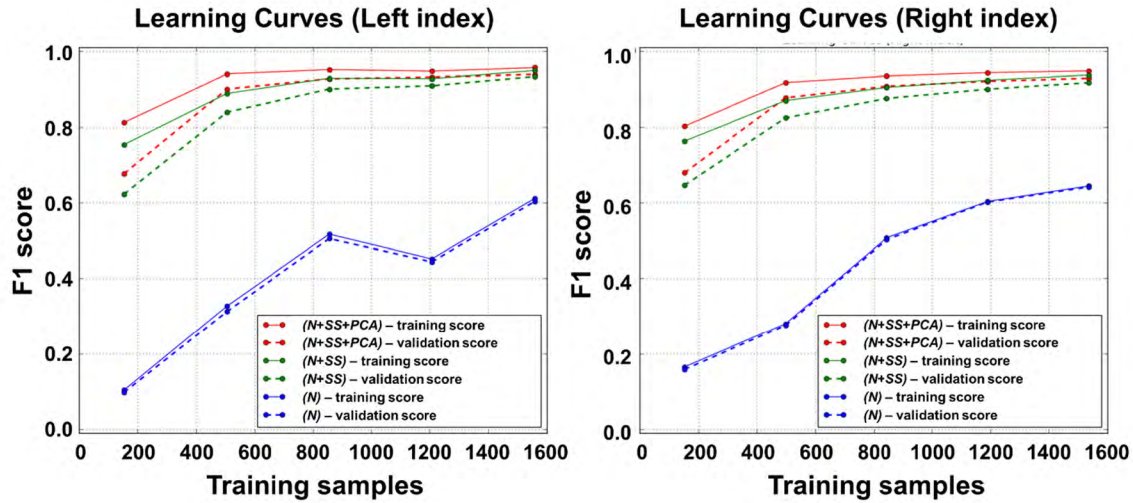 Learning Curves (Left index)
1.0
0.8
0.6
0.4
0.2
0.0
F1 score
(N+SS+PCA) – training score
(N+SS+PCA) – validation score
(N+SS) – training score
(N+SS) – validation score
(N) – training score
(N) – validation score
0 200 400 600 800 1000 1200 1400 1600
Training samples
Learning Curves (Right index)
1.0
0.8
0.6
0.4
0.2
0.0
F1 score
(N+SS+PCA) – training score
(N+SS+PCA) – validation score
(N+SS) – training score
(N+SS) – validation score
(N) – training score
(N) – validation score
0 200 400 600 800 1000 1200 1400 1600
Training samples